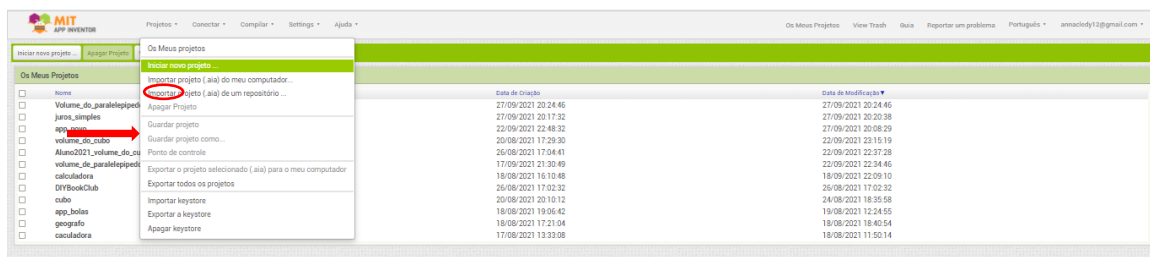 MIT
APP INVENTOR
Projetos Conectar Compilar Settings Ajuda
Os Meus Projetos View Trash Guia Reportar um problema Português annacledy12@gmail.com
Iniciar novo projeto ... Apagar Projeto
Os Meus projetos
Iniciar novo projeto ...
Importar projeto (.aia) do meu computador...
Importar projeto (.aia) de um repositório ...
Apagar Projeto
Guardar projeto
Guardar projeto como...
Ponto de controle
Exportar o projeto selecionado (.aia) para o meu computador
Exportar todos os projetos
Importar keystore
Exportar a keystore
Apagar keystore
Os Meus Projetos
Nome Data de Criação Data de Modificação▼
Volume_do_paralelepiped 27/09/2021 20:24:46 27/09/2021 20:24:46
juros_simples 27/09/2021 20:17:32 27/09/2021 20:20:38
app_novo 22/09/2021 22:48:32 27/09/2021 20:08:29
volume_do_cubo 20/08/2021 17:29:30 22/09/2021 23:15:19
Aluno2021_volume_do_cu 26/08/2021 17:04:41 22/09/2021 22:37:28
volume_de_paralelepiped 17/09/2021 21:30:49 22/09/2021 22:34:46
calculadora 18/08/2021 16:10:48 18/09/2021 22:09:10
DIYBookClub 26/08/2021 17:02:32 26/08/2021 17:02:32
cubo 20/08/2021 20:10:12 24/08/2021 18:35:58
app_bolas 18/08/2021 19:06:42 19/08/2021 12:24:55
geografo 18/08/2021 17:21:04 18/08/2021 18:40:54
caculadora 17/08/2021 13:33:08 18/08/2021 11:50:14